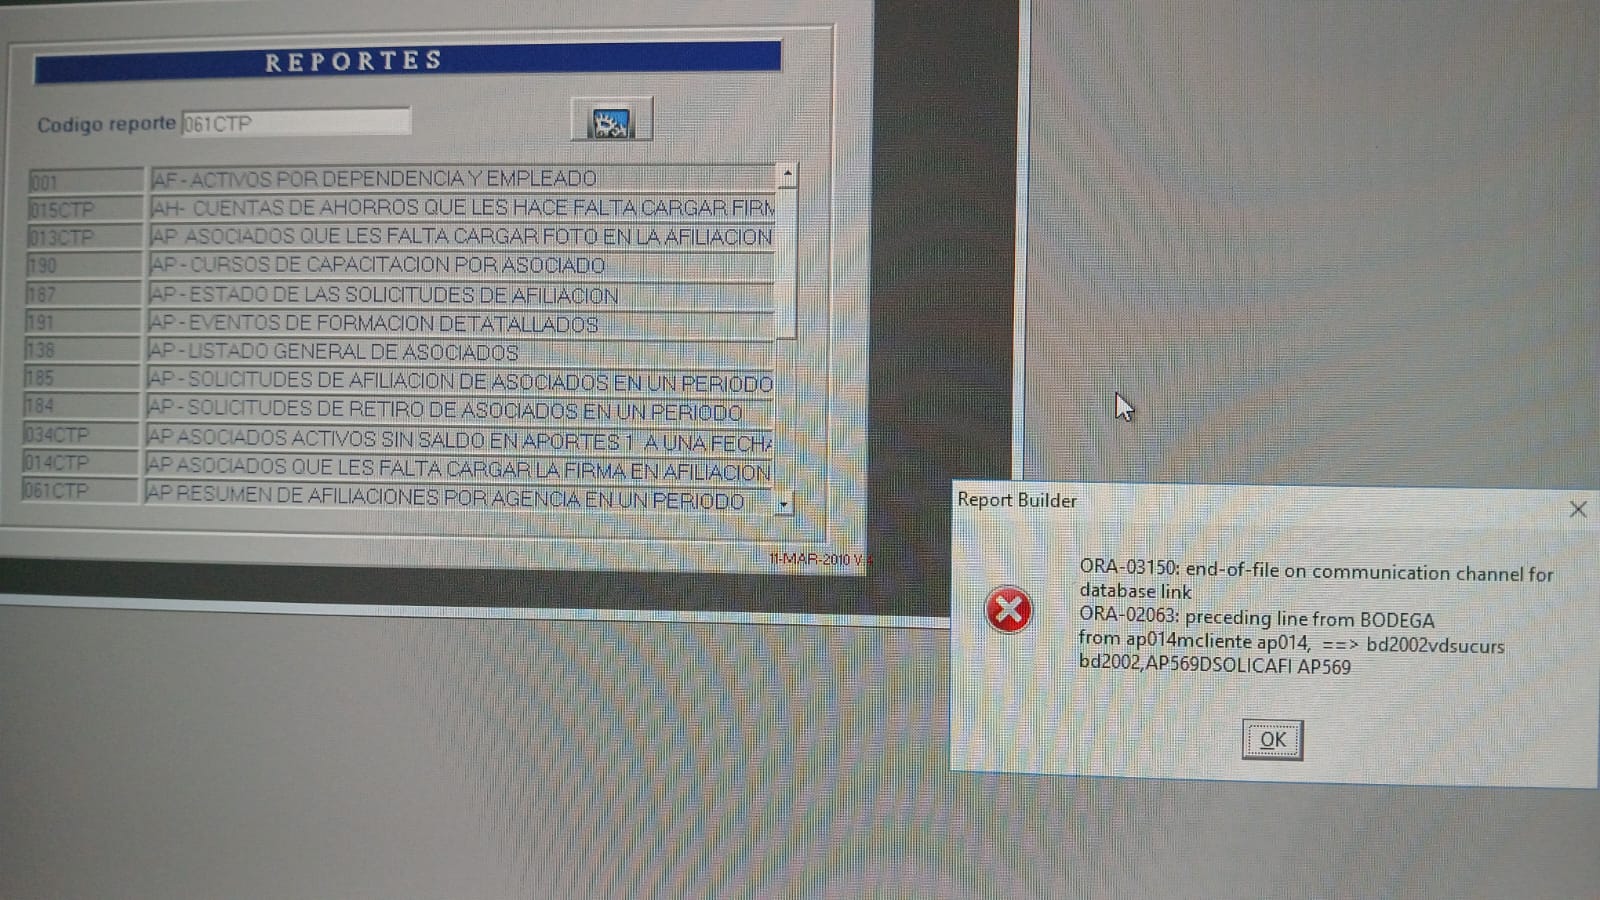 REPORTES
Codigo reporte 061CTP
001 AF - ACTIVOS POR DEPENDENCIA Y EMPLEADO
015CTP AH- CUENTAS DE AHORROS QUE LES HACE FALTA CARGAR FIRM
013CTP AP ASOCIADOS QUE LES FALTA CARGAR FOTO EN LA AFILIACION
190 AP - CURSOS DE CAPACITACION POR ASOCIADO
187 AP - ESTADO DE LAS SOLICITUDES DE AFILIACION
191 AP - EVENTOS DE FORMACION DETATALLADOS
138 AP - LISTADO GENERAL DE ASOCIADOS
185 AP - SOLICITUDES DE AFILIACION DE ASOCIADOS EN UN PERIODO
184 AP - SOLICITUDES DE RETIRO DE ASOCIADOS EN UN PERIODO
034CTP AP ASOCIADOS ACTIVOS SIN SALDO EN APORTES 1 A UNA FECHA
014CTP AP ASOCIADOS QUE LES FALTA CARGAR LA FIRMA EN AFILIACION
061CTP AP RESUMEN DE AFILIACIONES POR AGENCIA EN UN PERIODO
11-MAR-2010 V
Report Builder
ORA-03150: end-of-file on communication channel for
database link
ORA-02063: preceding line from BODEGA
from ap014mcliente ap014, ==> bd2002vdsucurs
bd2002,AP569DSOLICAFI AP569
OK